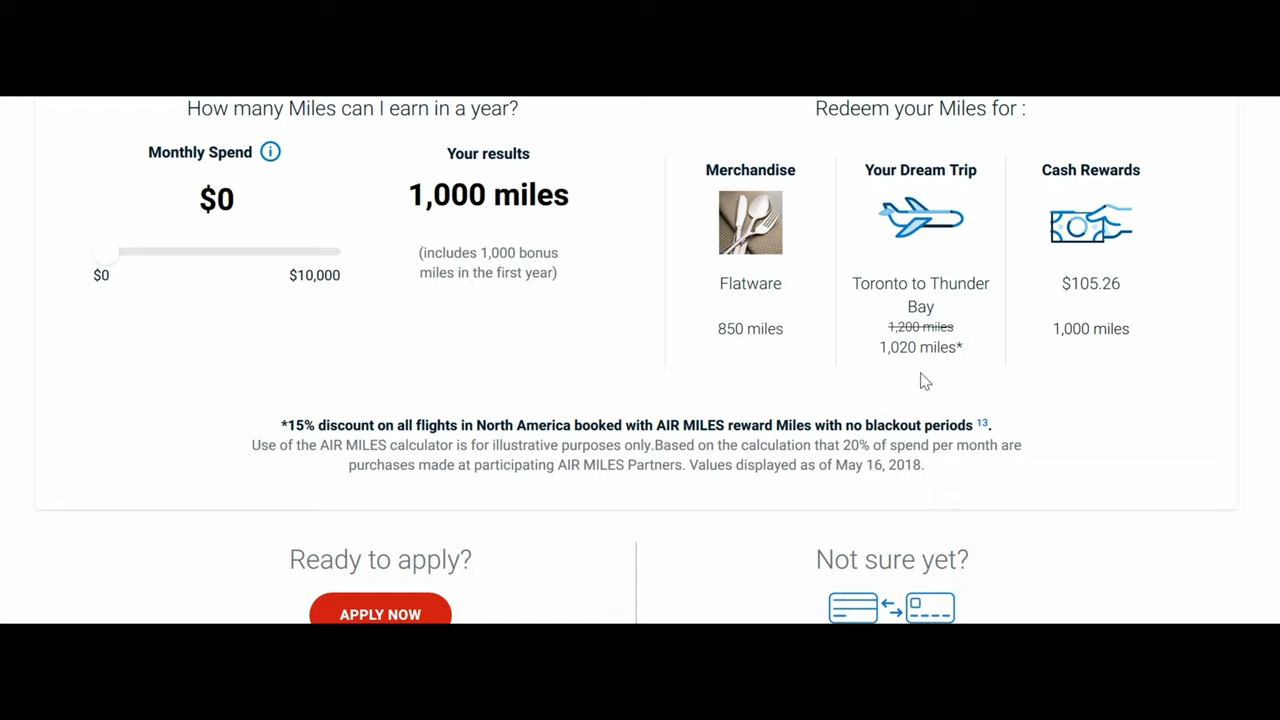 How many Miles can I earn in a year?
Monthly Spend
$0
$0 $10,000
Your results
1,000 miles
(includes 1,000 bonus
miles in the first year)
Redeem your Miles for :
Merchandise
Flatware
850 miles
Your Dream Trip
Toronto to Thunder
Bay
1,200 miles
1,020 miles*
Cash Rewards
$105.26
1,000 miles
*15% discount on all flights in North America booked with AIR MILES reward Miles with no blackout periods 13.
Use of the AIR MILES calculator is for illustrative purposes only.Based on the calculation that 20% of spend per month are
purchases made at participating AIR MILES Partners. Values displayed as of May 16, 2018.
Ready to apply?
APPLY NOW
Not sure yet?